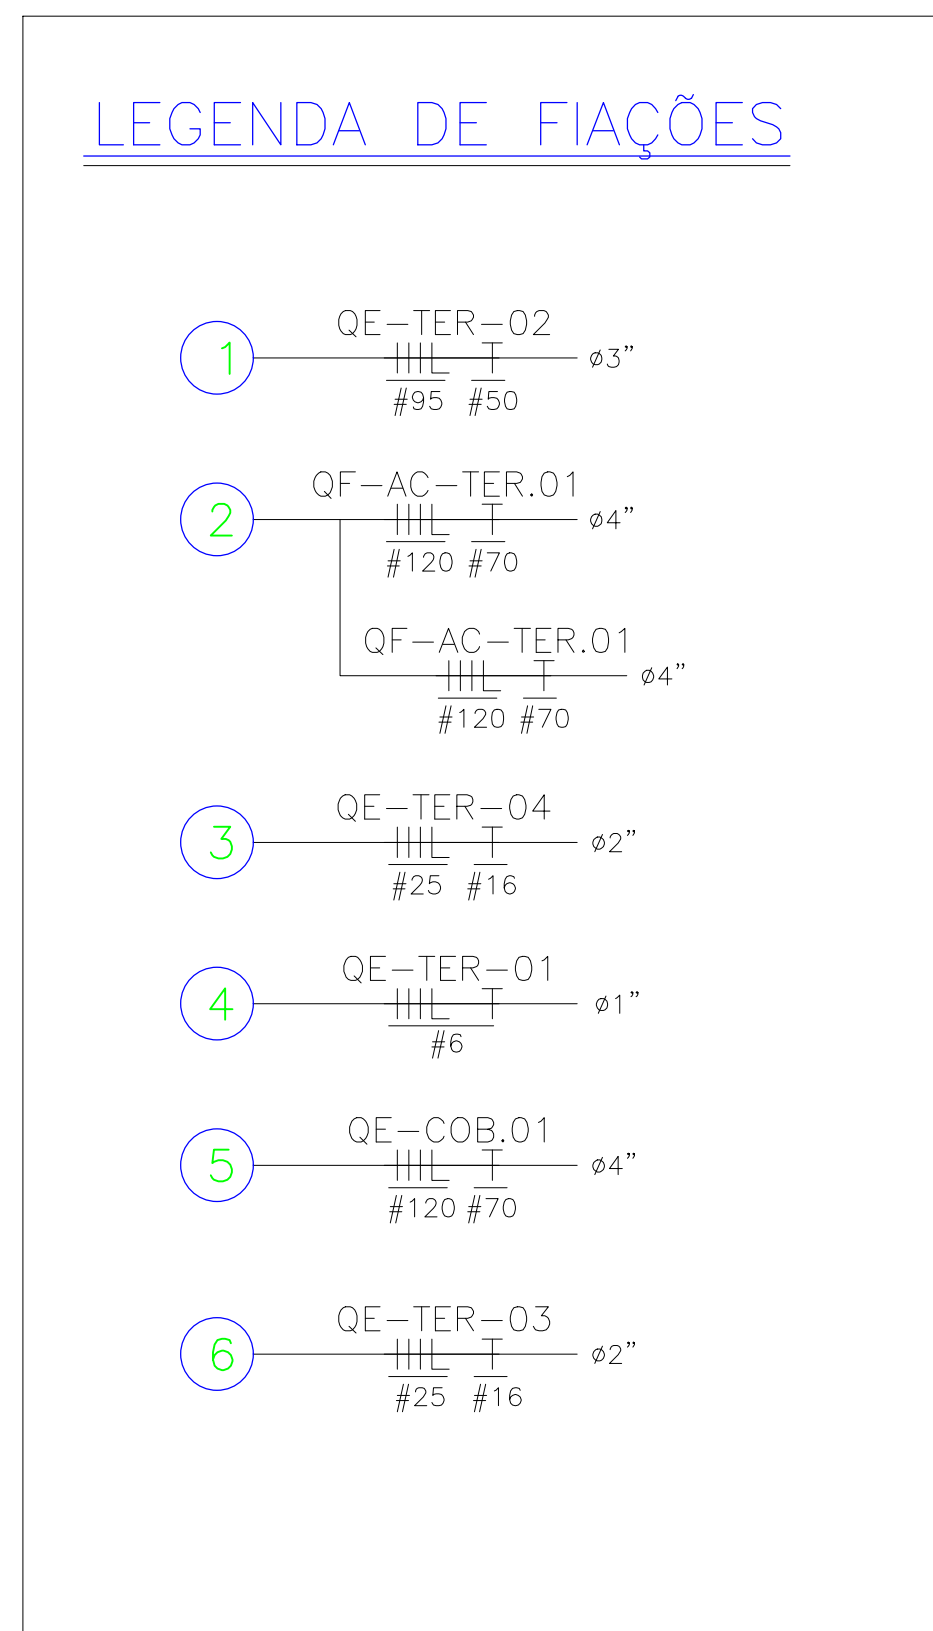 LEGENDA DE FIAÇÕES
QE-TER-02
1 ø3”
#95 #50
QF-AC-TER.01
2 ø4”
#120 #70
QF-AC-TER.01
ø4”
#120 #70
QE-TER-04
3 ø2”
#25 #16
QE-TER-01
4 ø1”
#6
QE-COB.01
5 ø4”
#120 #70
QE-TER-03
6 ø2”
#25 #16